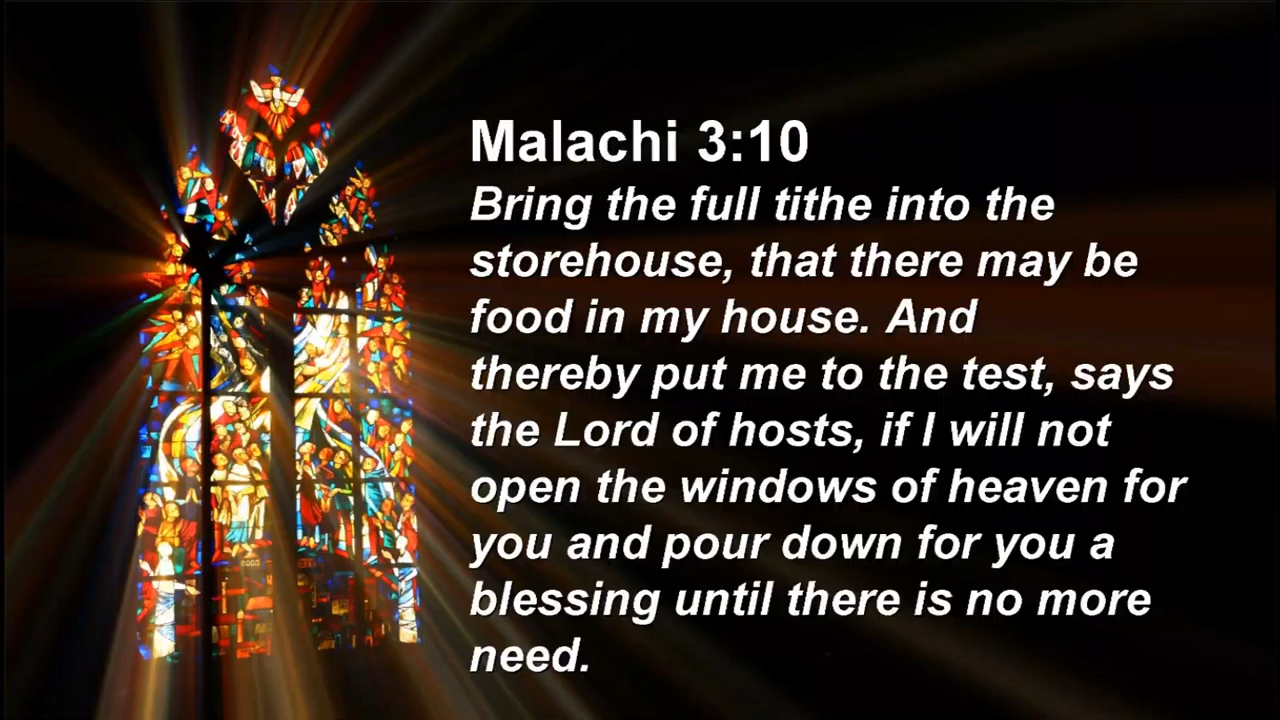 Malachi 3:10
Bring the full tithe into the
storehouse, that there may be
food in my house. And
thereby put me to the test, says
the Lord of hosts, if I will not
open the windows of heaven for
you and pour down for you a
blessing until there is no more
need.